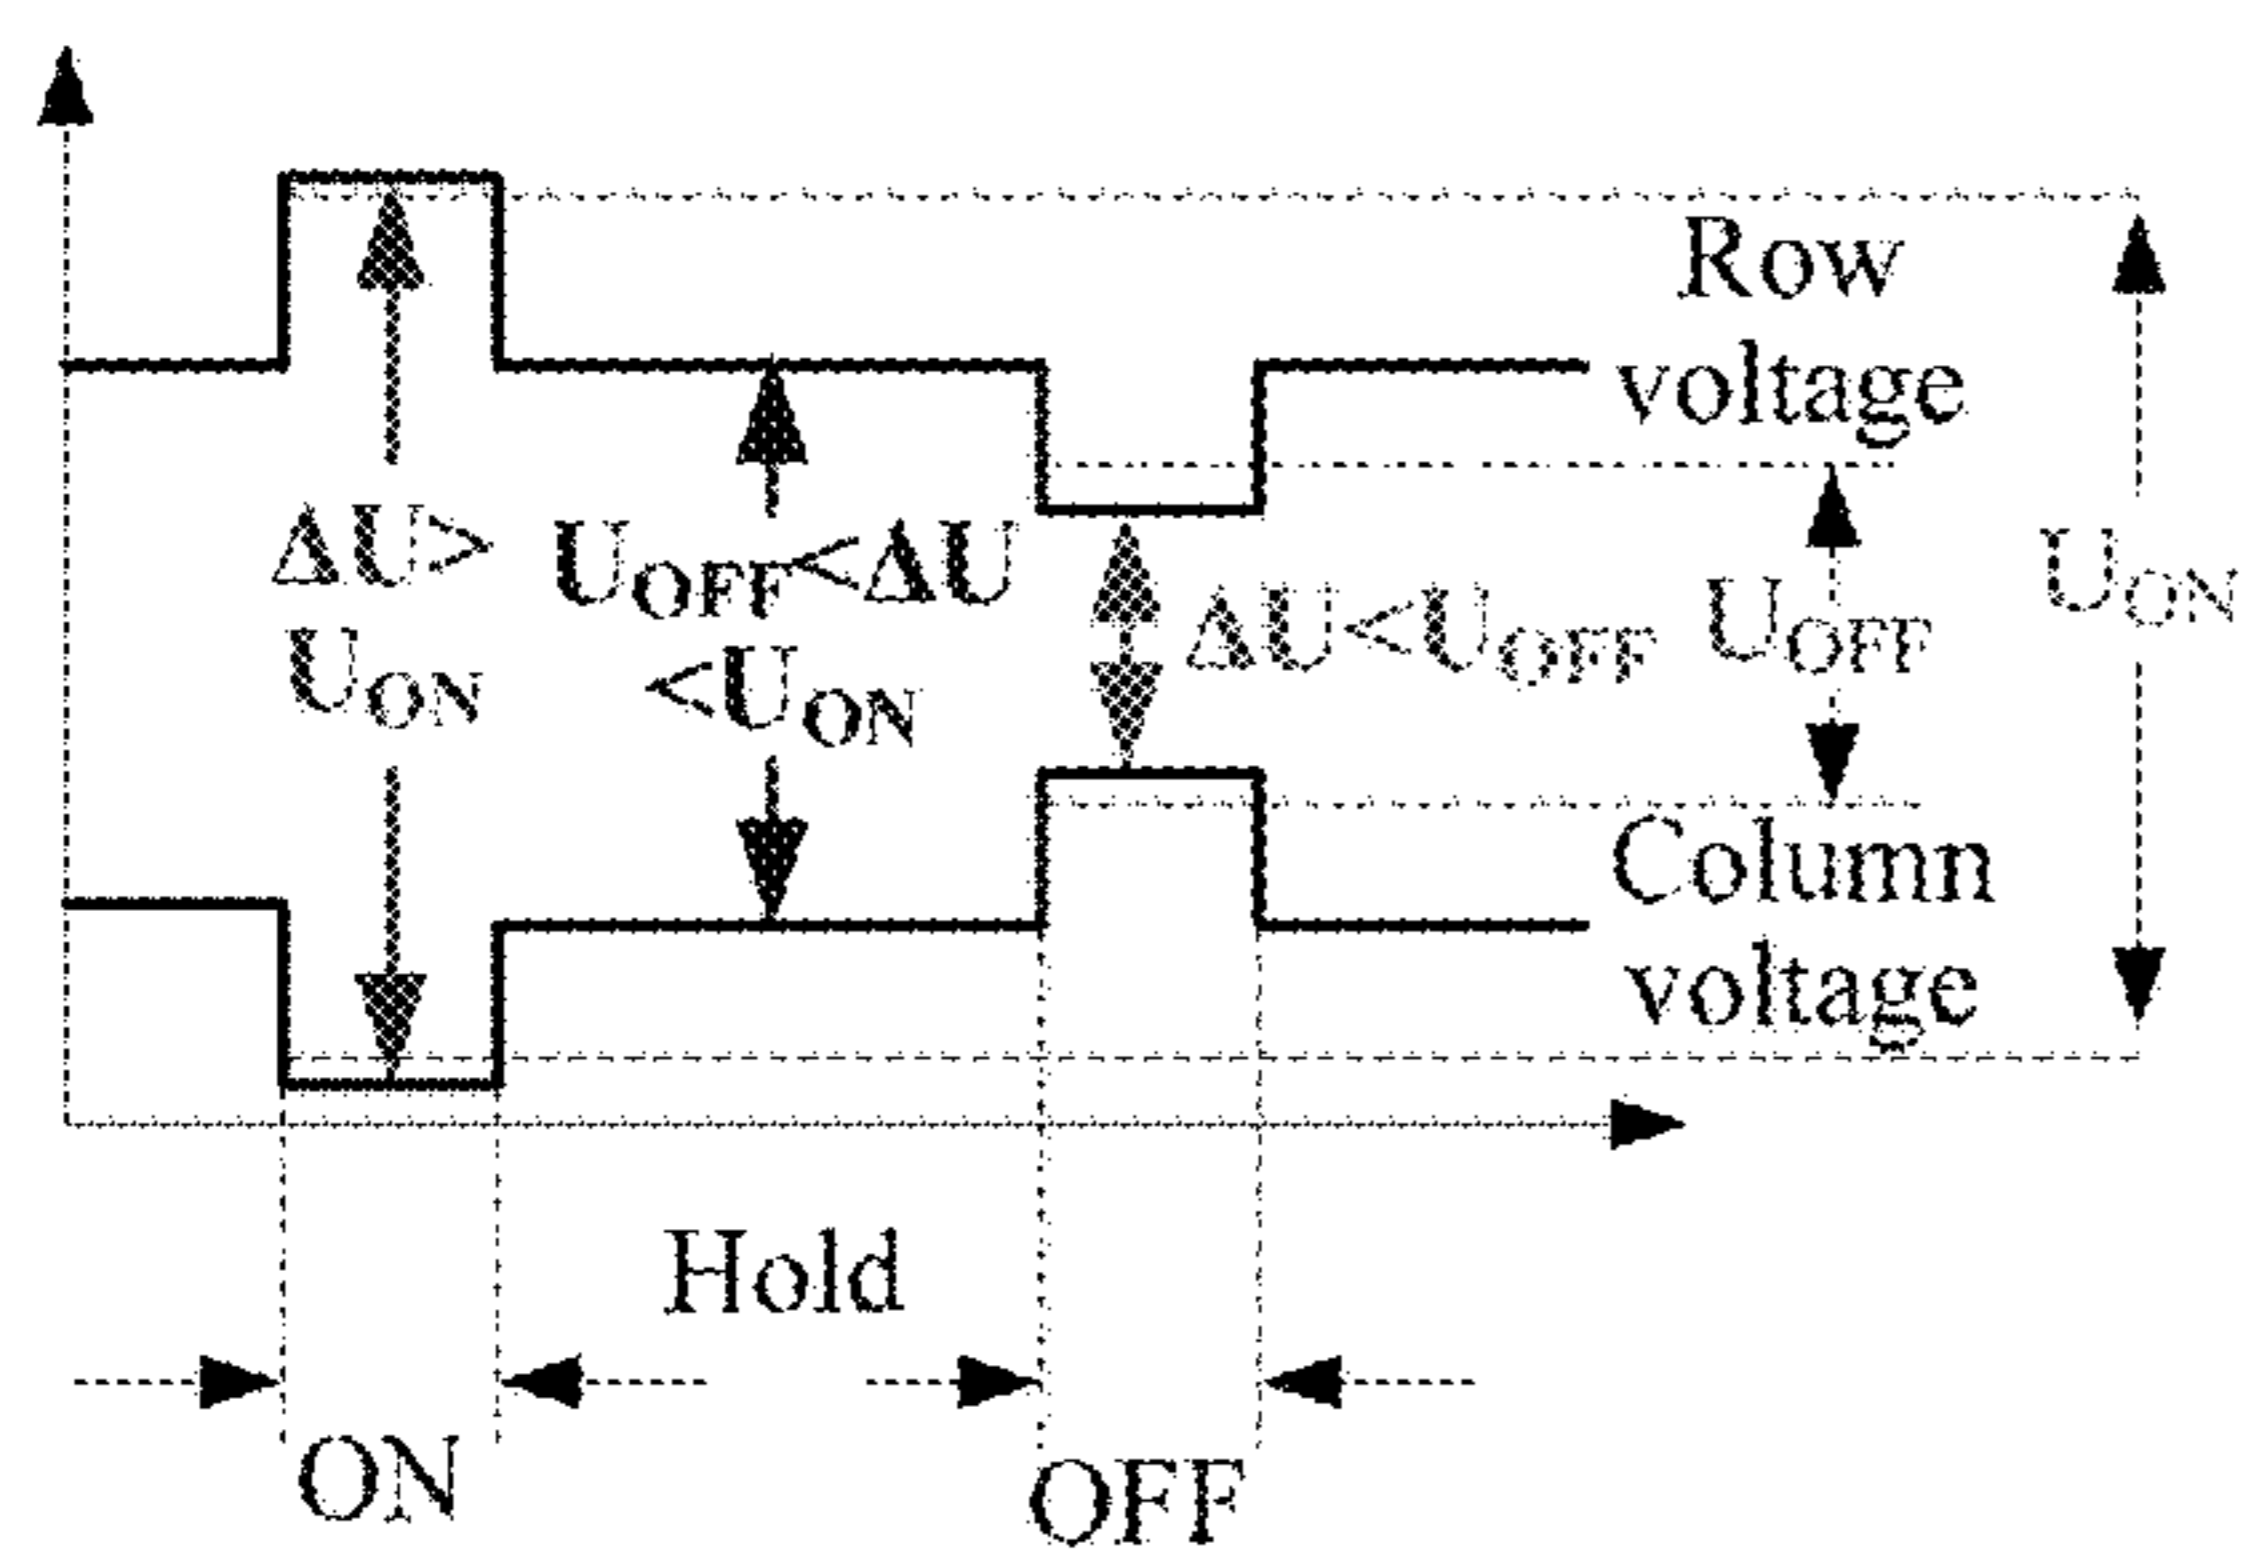 Row
voltage
ΔU>
UON
UOFF<ΔU
<UON
ΔU<UOFF
UOFF
UON
Column
voltage
Hold
ON
OFF